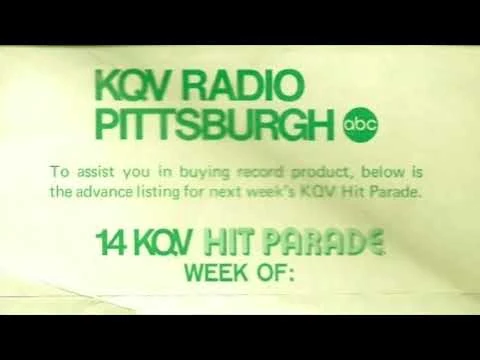 KQV RADIO
PITTSBURGH abc
To assist you in buying record product, below is
the advance listing for next week's KQV Hit Parade.
14 KQV HIT PARADE
WEEK OF: